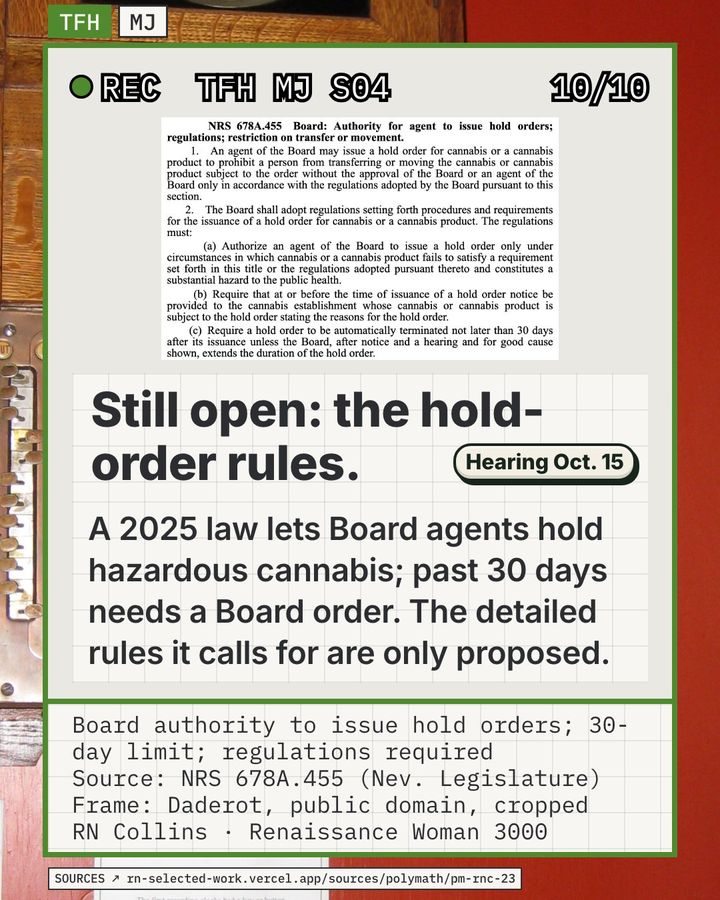 TFH MJ
REC TFH MJ S04 10/10
NRS 678A.455 Board: Authority for agent to issue hold orders;
regulations; restriction on transfer or movement.
1. An agent of the Board may issue a hold order for cannabis or a cannabis
product to prohibit a person from transferring or moving the cannabis or cannabis
product subject to the order without the approval of the Board or an agent of the
Board only in accordance with the regulations adopted by the Board pursuant to this
section.
2. The Board shall adopt regulations setting forth procedures and requirements
for the issuance of a hold order for cannabis or a cannabis product. The regulations
must:
(a) Authorize an agent of the Board to issue a hold order only under
circumstances in which cannabis or a cannabis product fails to satisfy a requirement
set forth in this title or the regulations adopted pursuant thereto and constitutes a
substantial hazard to the public health.
(b) Require that at or before the time of issuance of a hold order notice be
provided to the cannabis establishment whose cannabis or cannabis product is
subject to the hold order stating the reasons for the hold order.
(c) Require a hold order to be automatically terminated not later than 30 days
after its issuance unless the Board, after notice and a hearing and for good cause
shown, extends the duration of the hold order.
Still open: the hold-
order rules.
Hearing Oct. 15
A 2025 law lets Board agents hold
hazardous cannabis; past 30 days
needs a Board order. The detailed
rules it calls for are only proposed.
Board authority to issue hold orders; 30-
day limit; regulations required
Source: NRS 678A.455 (Nev. Legislature)
Frame: Daderot, public domain, cropped
RN Collins · Renaissance Woman 3000
SOURCES ↗ rn-selected-work.vercel.app/sources/polymath/pm-rnc-23